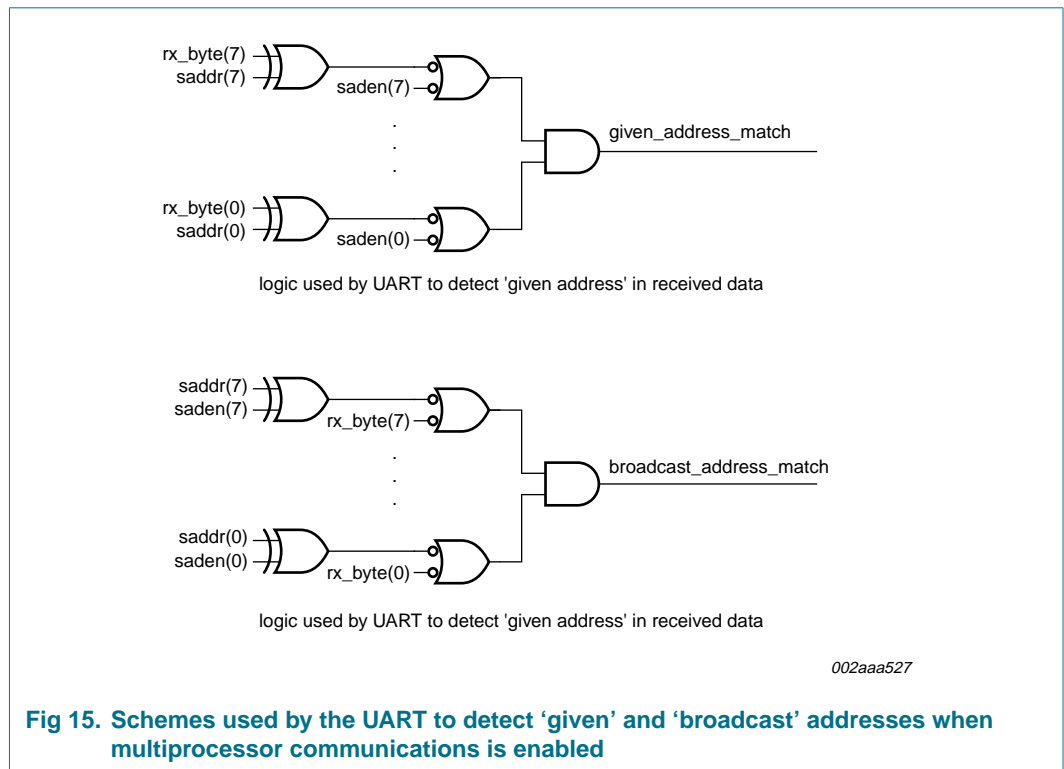 rx_byte(7)
saddr(7)
saden(7)
.
.
.
given_address_match
rx_byte(0)
saddr(0)
saden(0)
logic used by UART to detect 'given address' in received data
saddr(7)
saden(7)
rx_byte(7)
.
.
.
broadcast_address_match
saddr(0)
saden(0)
rx_byte(0)
logic used by UART to detect 'given address' in received data
002aaa527
Fig 15. Schemes used by the UART to detect ‘given’ and ‘broadcast’ addresses when
multiprocessor communications is enabled